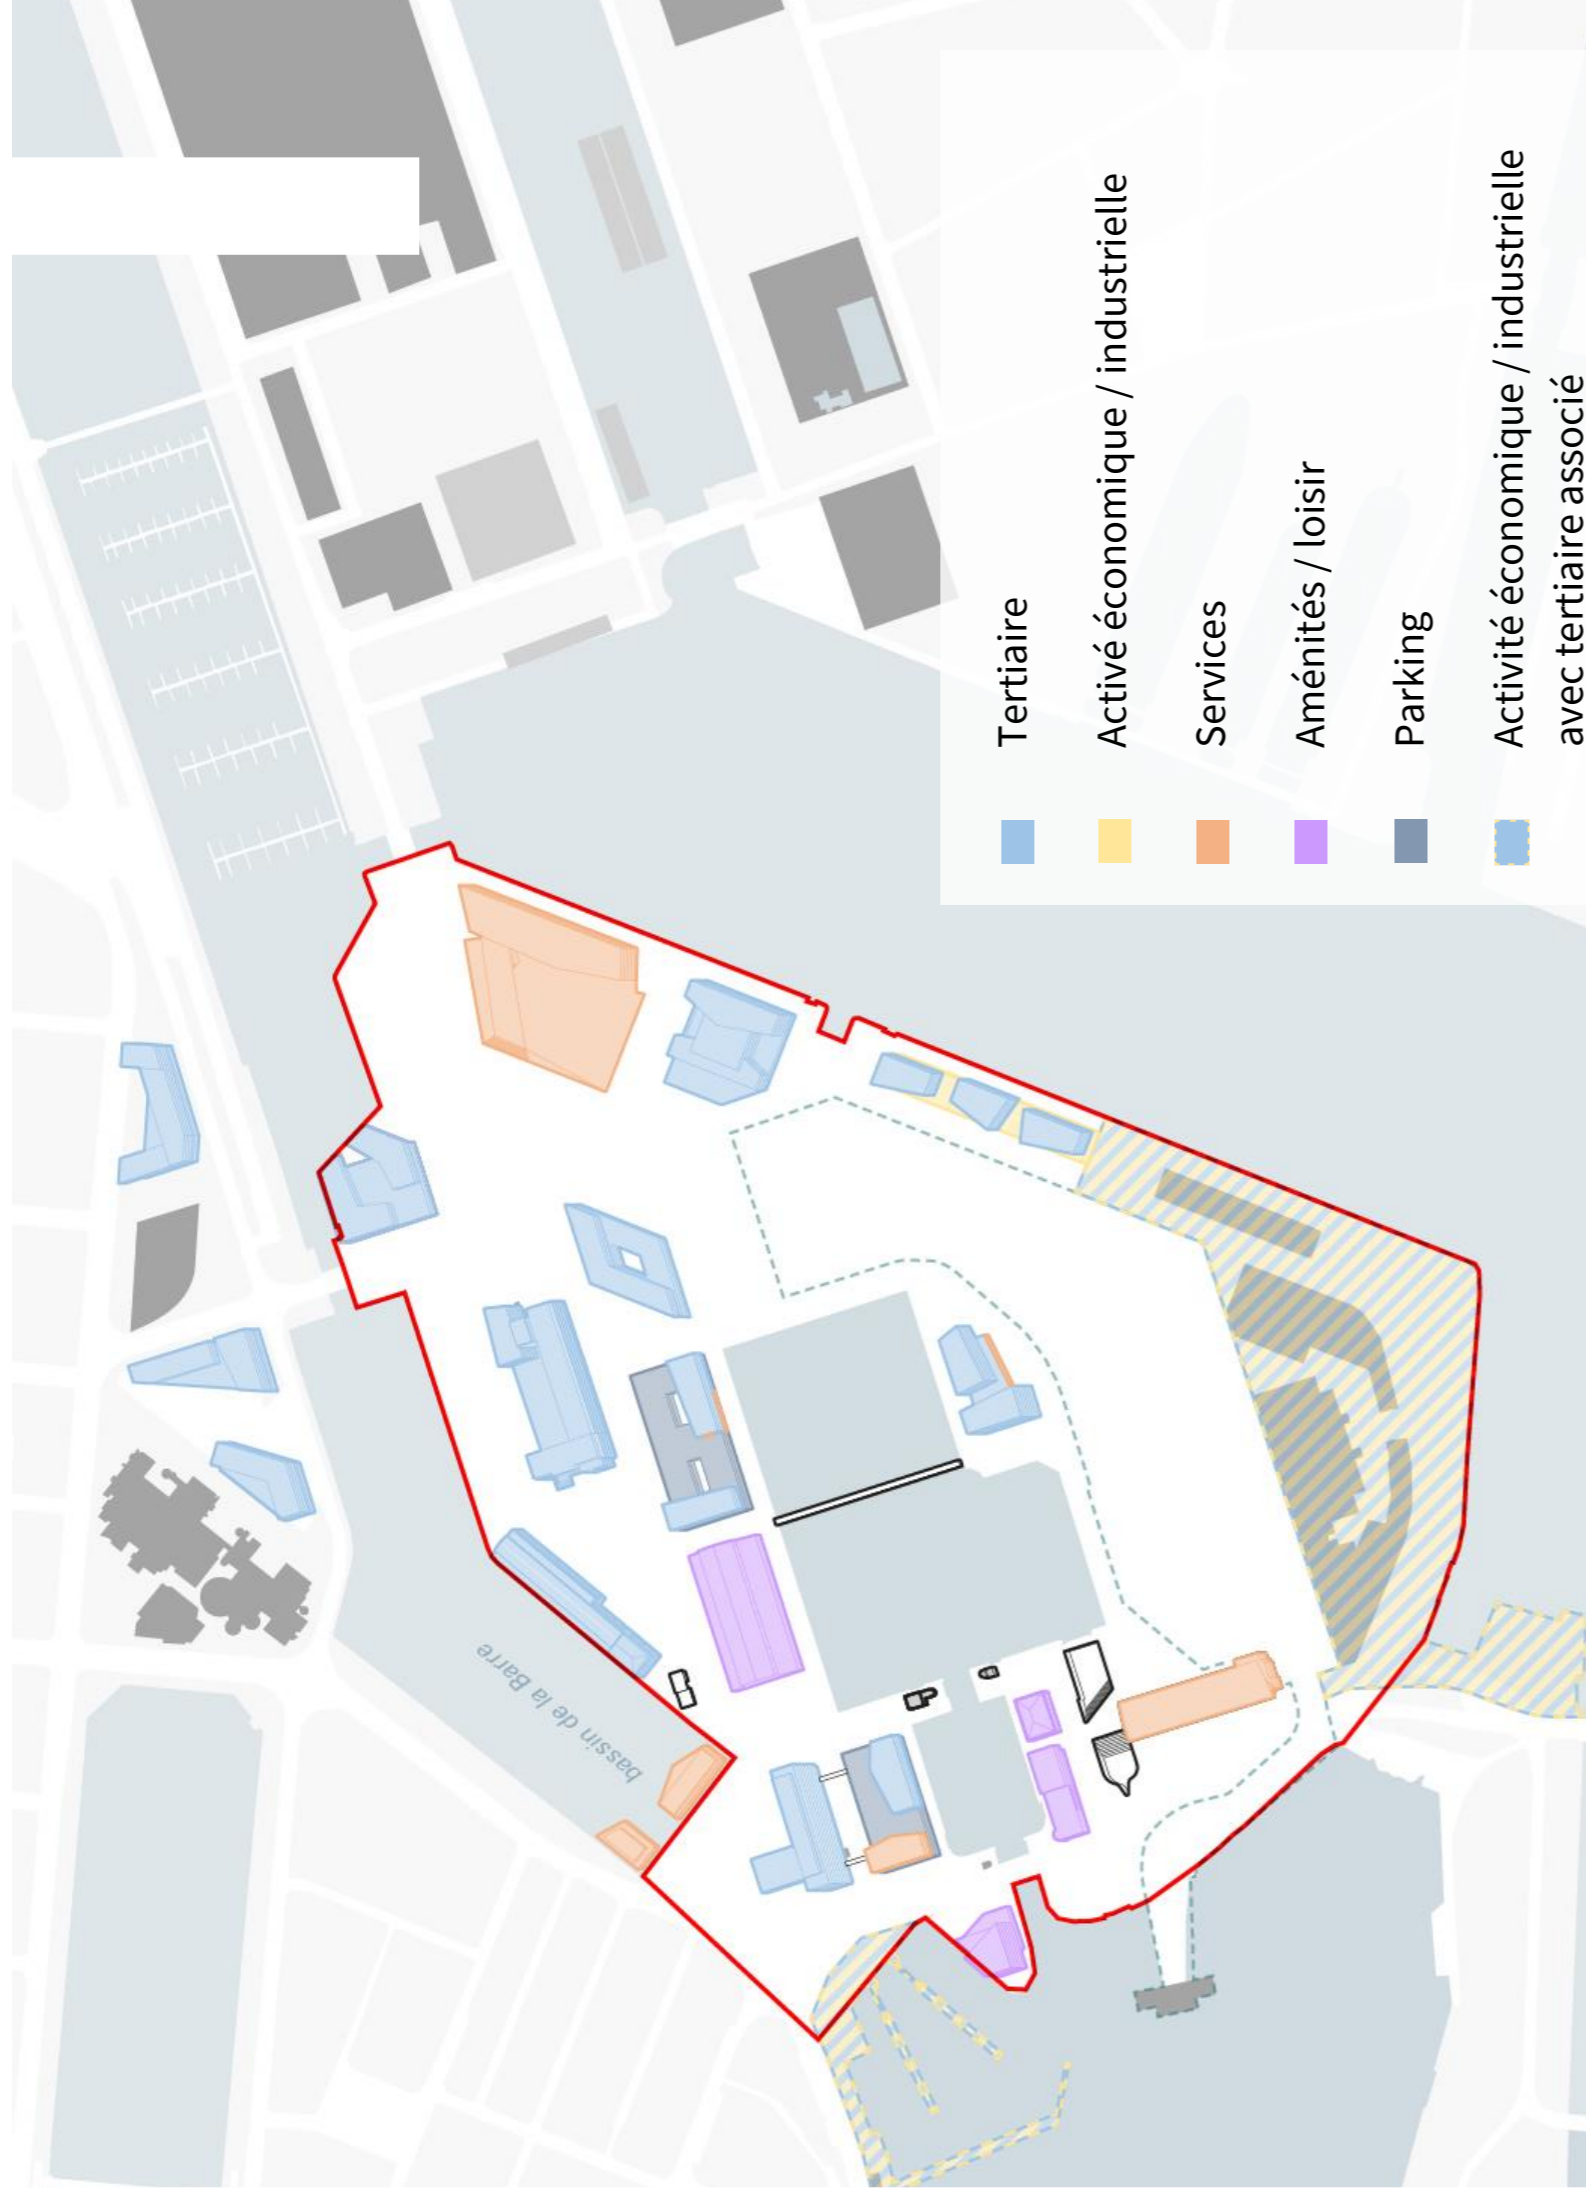 bassin de la Barre
Tertiaire
Activé économique / industrielle
Services
Aménités / loisir
Parking
Activité économique / industrielle
avec tertiaire associé